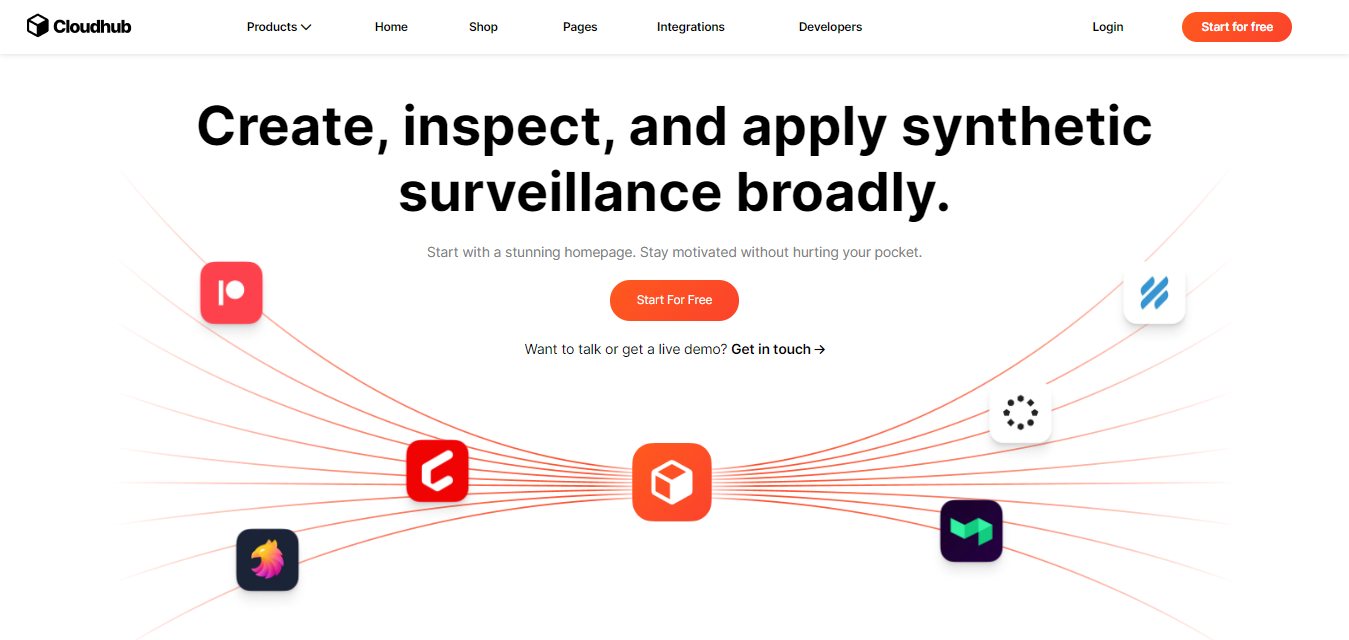 Cloudhub
Products
Home
Shop
Pages
Integrations
Developers
Login
Start for free
Create, inspect, and apply synthetic
surveillance broadly.
Start with a stunning homepage. Stay motivated without hurting your pocket.
Start For Free
Want to talk or get a live demo? Get in touch →